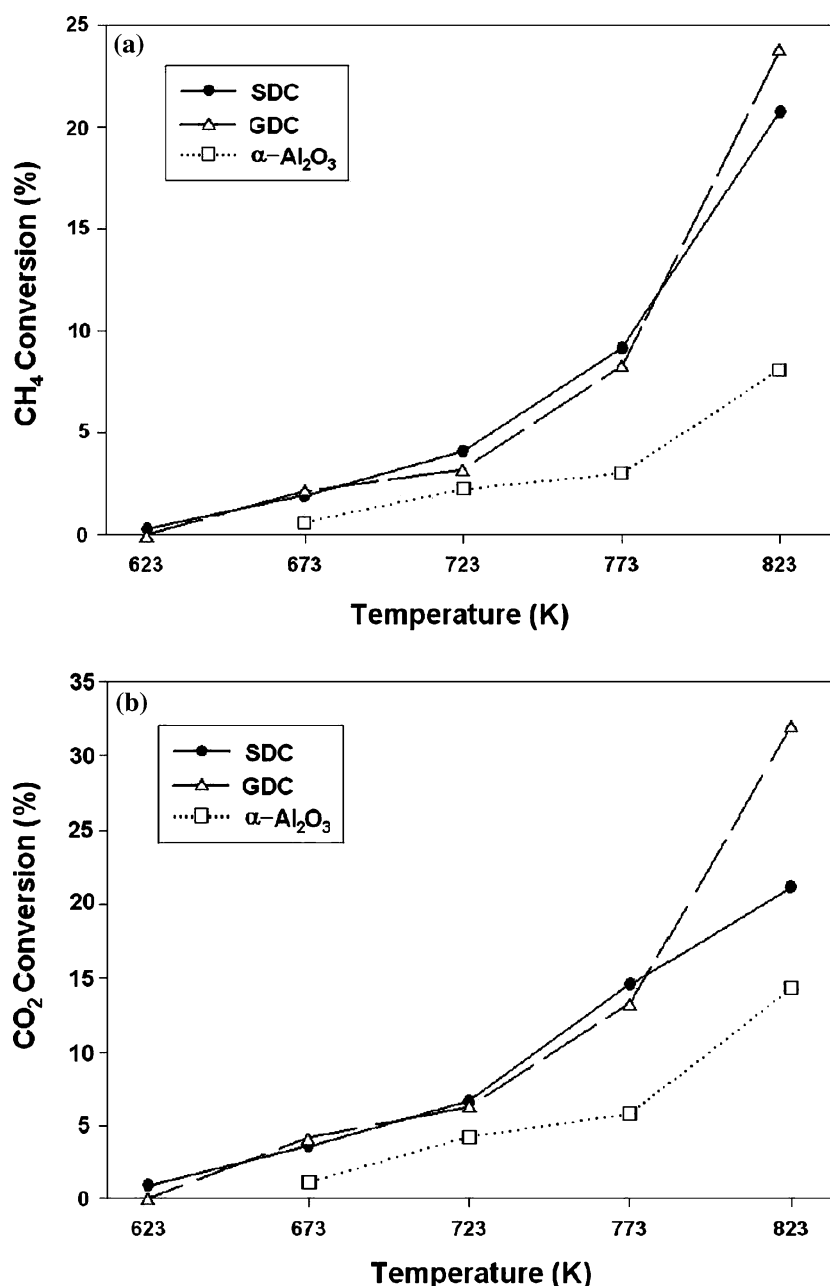 (a)
SDC
GDC
α−Al₂O₃
25
20
15
10
5
0
CH₄ Conversion (%)
623 673 723 773 823
Temperature (K)
(b)
SDC
GDC
α−Al₂O₃
35
30
25
20
15
10
5
0
CO₂ Conversion (%)
623 673 723 773 823
Temperature (K)